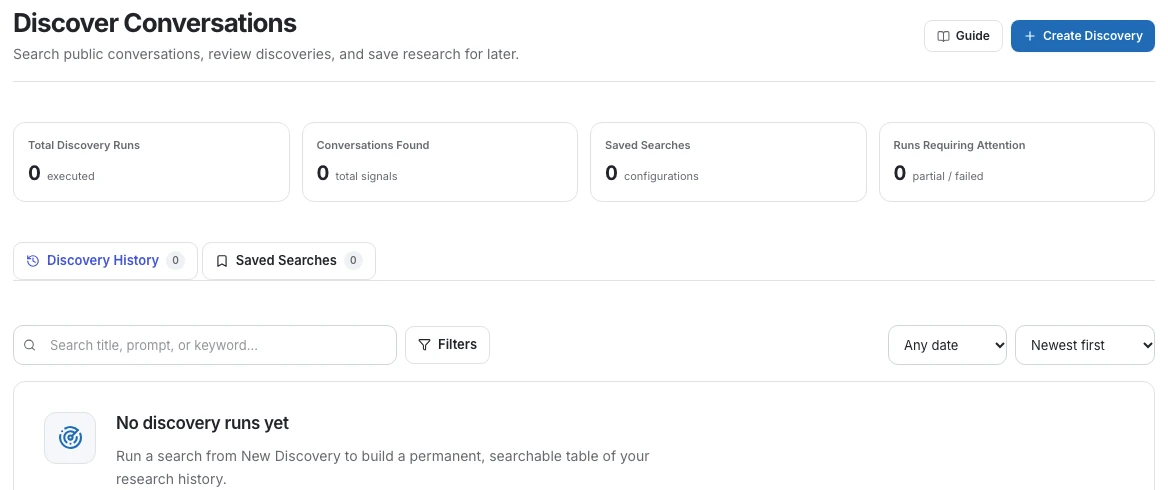 Discover Conversations
Search public conversations, review discoveries, and save research for later.
Guide
Create Discovery
Total Discovery Runs
0 executed
Conversations Found
0 total signals
Saved Searches
0 configurations
Runs Requiring Attention
0 partial / failed
Discovery History 0
Saved Searches 0
Search title, prompt, or keyword...
Filters
Any date
Newest first
No discovery runs yet
Run a search from New Discovery to build a permanent, searchable table of your
research history.